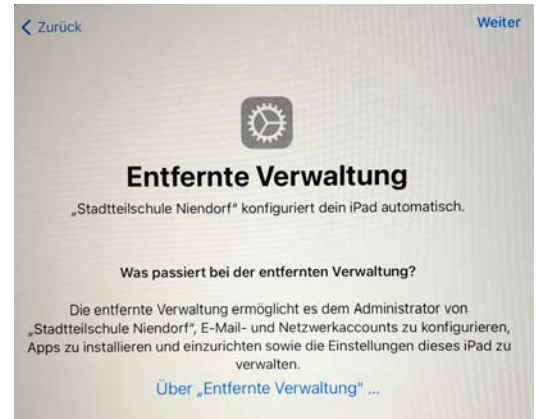 Zurück
Weiter
Entfernte Verwaltung
„Stadtteilschule Niendorf“ konfiguriert dein iPad automatisch.
Was passiert bei der entfernten Verwaltung?
Die entfernte Verwaltung ermöglicht es dem Administrator von
„Stadtteilschule Niendorf“, E-Mail- und Netzwerkaccounts zu konfigurieren,
Apps zu installieren und einzurichten sowie die Einstellungen dieses iPad zu
verwalten.
Über „Entfernte Verwaltung“ ...